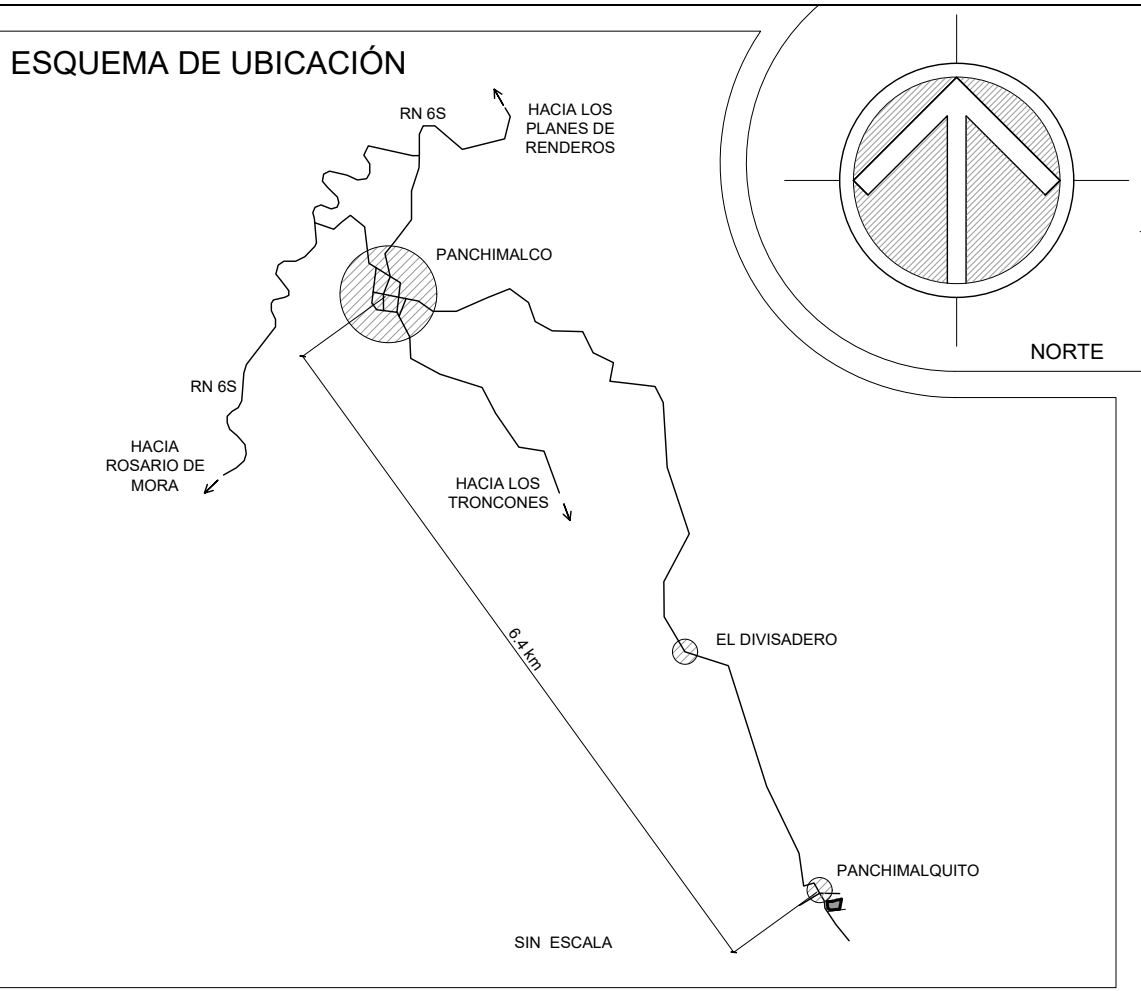 ESQUEMA DE UBICACIÓN
RN 6S
HACIA LOS
PLANES DE
RENDEROS
PANCHIMALCO
NORTE
RN 6S
HACIA
ROSARIO DE
MORA
HACIA LOS
TRONCONES
6.4 km
EL DIVISADERO
PANCHIMALQUITO
SIN ESCALA